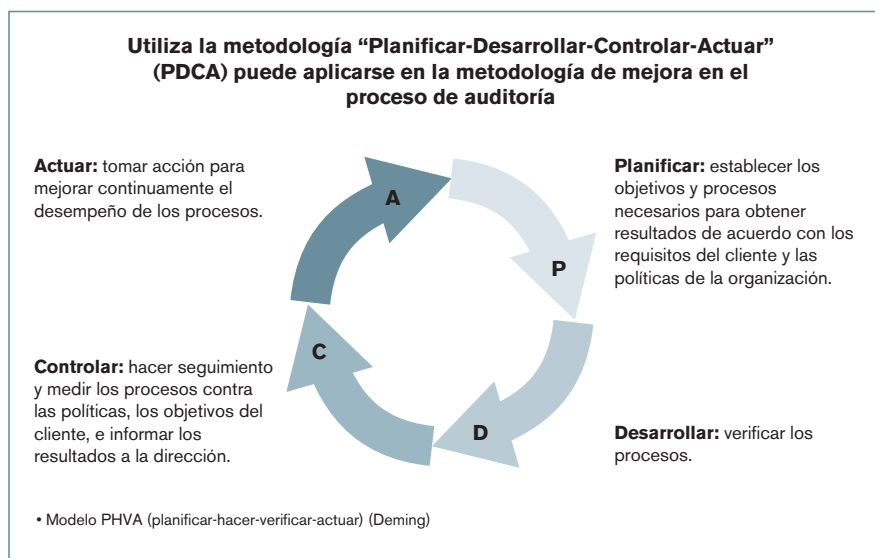 Utiliza la metodología “Planificar-Desarrollar-Controlar-Actuar”
(PDCA) puede aplicarse en la metodología de mejora en el
proceso de auditoría
Actuar: tomar acción para
mejorar continuamente el
desempeño de los procesos.
A
Planificar: establecer los
objetivos y procesos
necesarios para obtener
resultados de acuerdo con los
requisitos del cliente y las
políticas de la organización.
P
Controlar: hacer seguimiento
y medir los procesos contra
las políticas, los objetivos del
cliente, e informar los
resultados a la dirección.
C
D
Desarrollar: verificar los
procesos.
• Modelo PHVA (planificar-hacer-verificar-actuar) (Deming)